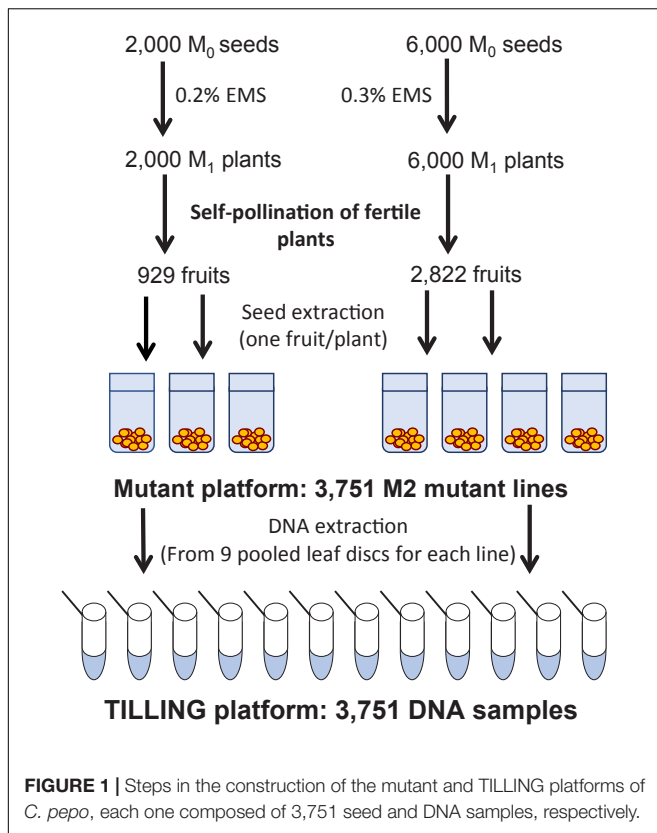 2,000 M₀ seeds 6,000 M₀ seeds
0.2% EMS 0.3% EMS
2,000 M₁ plants 6,000 M₁ plants
Self-pollination of fertile
plants
929 fruits 2,822 fruits
Seed extraction
(one fruit/plant)
Mutant platform: 3,751 M2 mutant lines
DNA extraction
(From 9 pooled leaf discs for each line)
TILLING platform: 3,751 DNA samples
FIGURE 1 | Steps in the construction of the mutant and TILLING platforms of
C. pepo, each one composed of 3,751 seed and DNA samples, respectively.